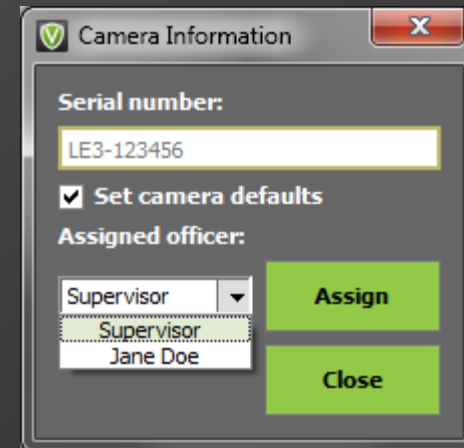 Camera Information
Serial number:
LE3-123456
Set camera defaults
Assigned officer:
Supervisor
Assign
Supervisor
Jane Doe
Close